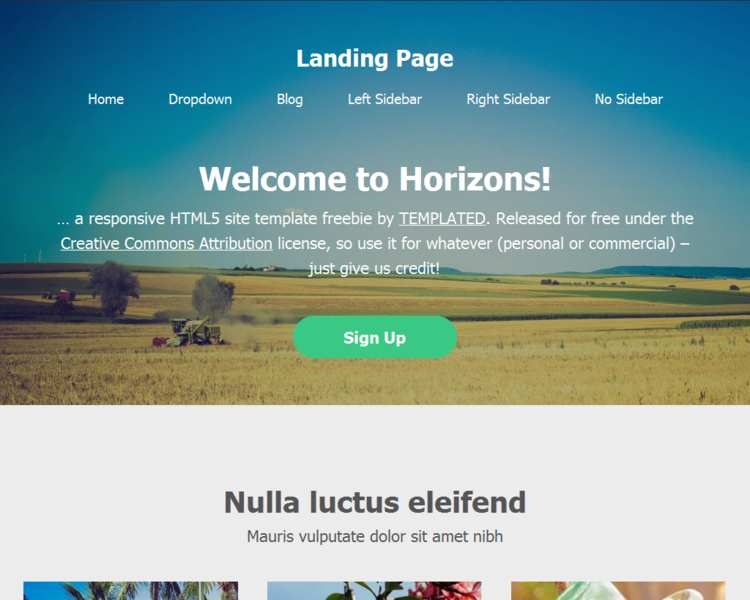 Landing Page
Home Dropdown Blog Left Sidebar Right Sidebar No Sidebar
Welcome to Horizons!
... a responsive HTML5 site template freebie by TEMPLATED. Released for free under the
Creative Commons Attribution license, so use it for whatever (personal or commercial) –
just give us credit!
Sign Up
Nulla luctus eleifend
Mauris vulputate dolor sit amet nibh